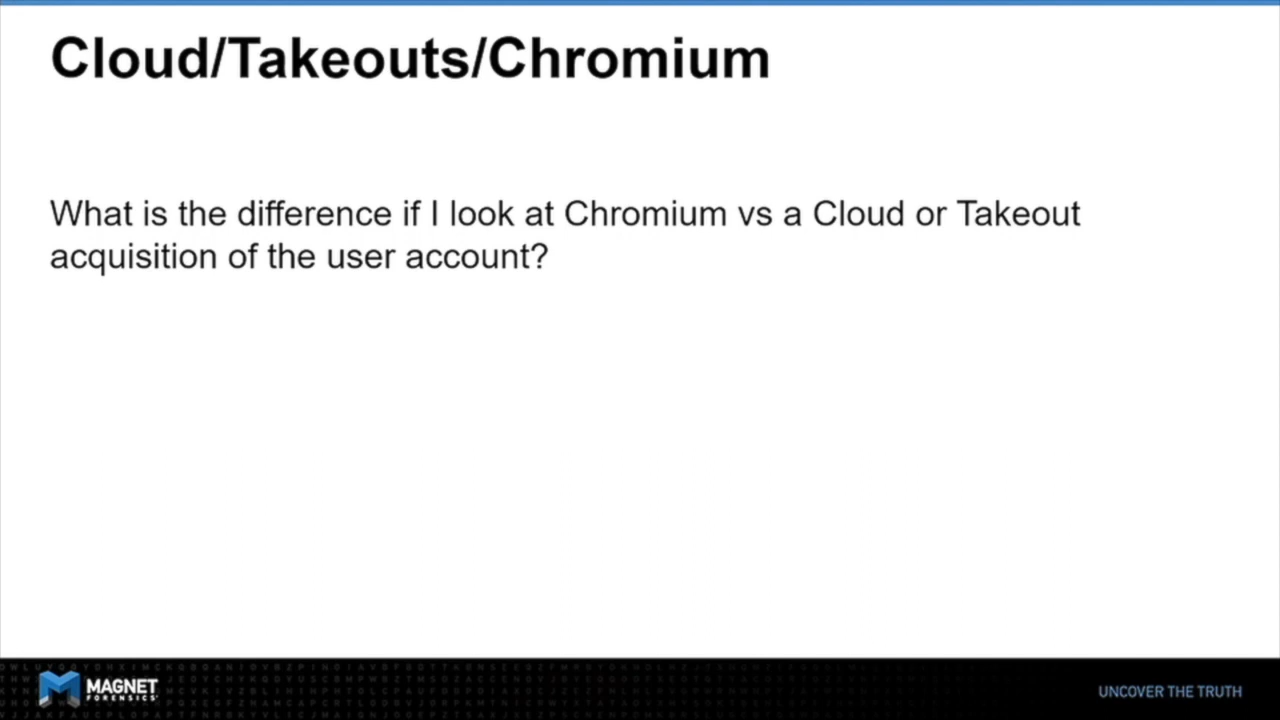 Cloud/Takeouts/Chromium
What is the difference if I look at Chromium vs a Cloud or Takeout
acquisition of the user account?
MAGNET
FORENSICS
UNCOVER THE TRUTH